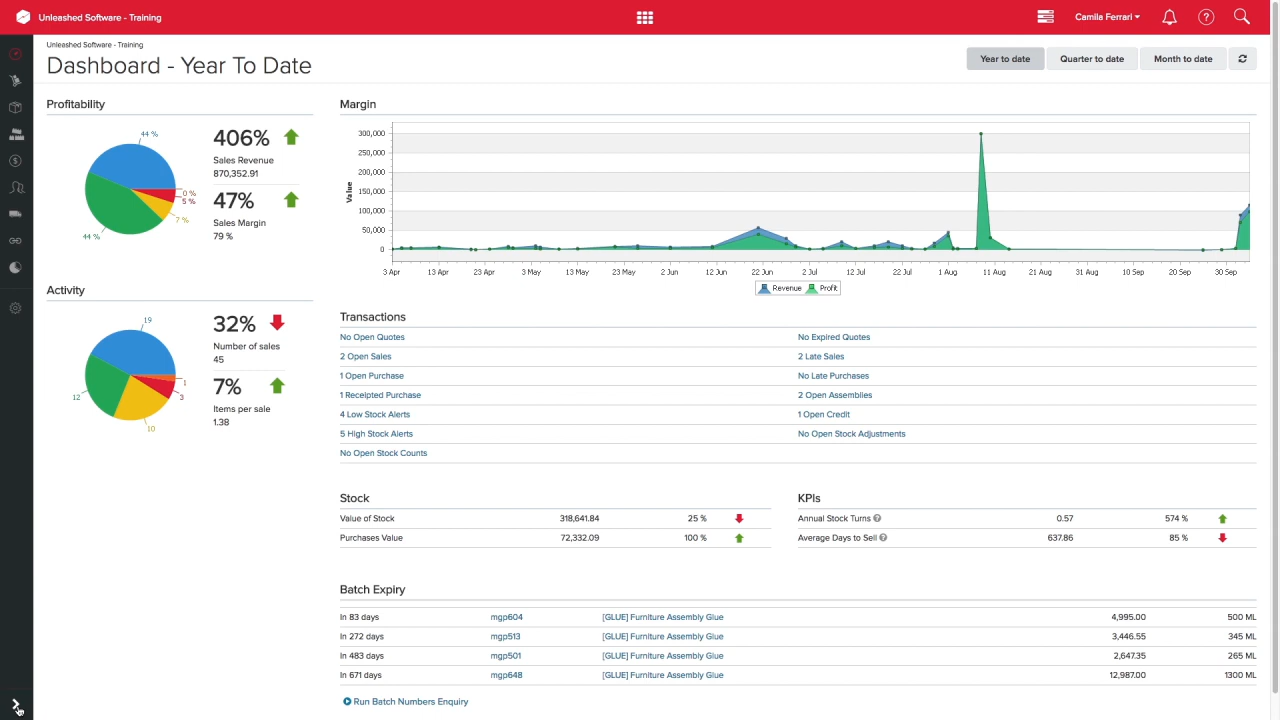 Unleashed Software - Training
Camila Ferrari
Unleashed Software - Training
Dashboard - Year To Date
Year to date
Quarter to date
Month to date
Profitability
44 %
0 %
5 %
7 %
44 %
406%
Sales Revenue
870,352.91
47%
Sales Margin
79 %
Margin
Value
300,000
250,000
200,000
150,000
100,000
50,000
0
3 Apr 13 Apr 23 Apr 3 May 13 May 23 May 2 Jun 12 Jun 22 Jun 2 Jul 12 Jul 22 Jul 1 Aug 11 Aug 21 Aug 31 Aug 10 Sep 20 Sep 30 Sep
Revenue Profit
Activity
19
1
3
10
12
32%
Number of sales
45
7%
Items per sale
1.38
Transactions
No Open Quotes No Expired Quotes
2 Open Sales 2 Late Sales
1 Open Purchase No Late Purchases
1 Receipted Purchase 2 Open Assemblies
4 Low Stock Alerts 1 Open Credit
5 High Stock Alerts No Open Stock Adjustments
No Open Stock Counts
Stock
Value of Stock 318,641.84 25 %
Purchases Value 72,332.09 100 %
KPIs
Annual Stock Turns ? 0.57 574 %
Average Days to Sell ? 637.86 85 %
Batch Expiry
In 83 days mgp604 [GLUE] Furniture Assembly Glue 4,995.00 500 ML
In 272 days mgp513 [GLUE] Furniture Assembly Glue 3,446.55 345 ML
In 483 days mgp501 [GLUE] Furniture Assembly Glue 2,647.35 265 ML
In 671 days mgp648 [GLUE] Furniture Assembly Glue 12,987.00 1300 ML
Run Batch Numbers Enquiry